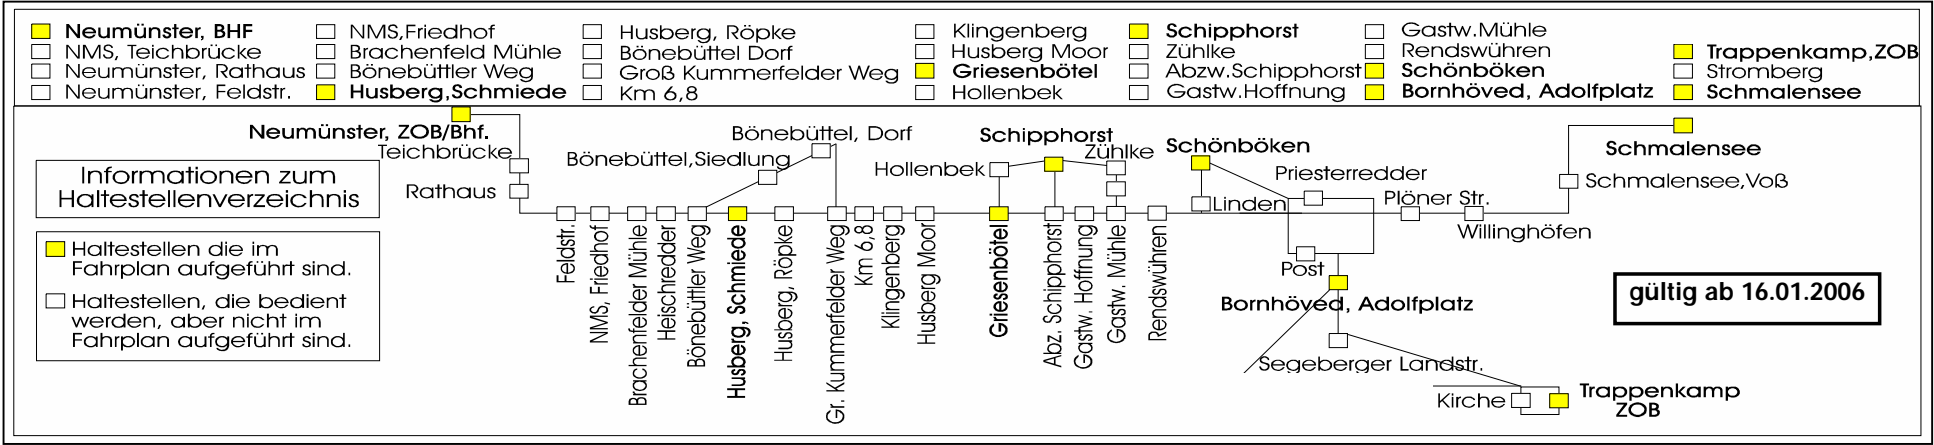 Neumünster, BHF
NMS, Teichbrücke
Neumünster, Rathaus
Neumünster, Feldstr.
NMS,Friedhof
Brachenfeld Mühle
Bönebüttler Weg
Husberg,Schmiede
Husberg, Röpke
Bönebüttel Dorf
Groß Kummerfelder Weg
Km 6,8
Klingenberg
Husberg Moor
Griesenbötel
Hollenbek
Schipphorst
Zühlke
Abzw.Schipphorst
Gastw.Hoffnung
Gastw.Mühle
Rendswühren
Schönböken
Bornhöved, Adolfplatz
Trappenkamp,ZOB
Stromberg
Schmalensee
Neumünster, ZOB/Bhf.
Teichbrücke
Rathaus
Informationen zum
Haltestellenverzeichnis
Haltestellen die im
Fahrplan aufgeführt sind.
Haltestellen, die bedient
werden, aber nicht im
Fahrplan aufgeführt sind.
Bönebüttel,Siedlung
Bönebüttel, Dorf
Hollenbek
Schipphorst
Zühlke
Schönböken
Linden
Priesterredder
Plöner Str.
Willinghöfen
Schmalensee,Voß
Schmalensee
Feldstr.
NMS, Friedhof
Brachenfelder Mühle
Heischredder
Bönebüttler Weg
Husberg, Schmiede
Husberg, Röpke
Gr. Kummerfelder Weg
Km 6,8
Klingenberg
Husberg Moor
Griesenbötel
Abz. Schipphorst
Gastw. Hoffnung
Gastw. Mühle
Rendswühren
Post
Bornhöved, Adolfplatz
Segeberger Landstr.
Kirche
Trappenkamp
ZOB
gültig ab 16.01.2006